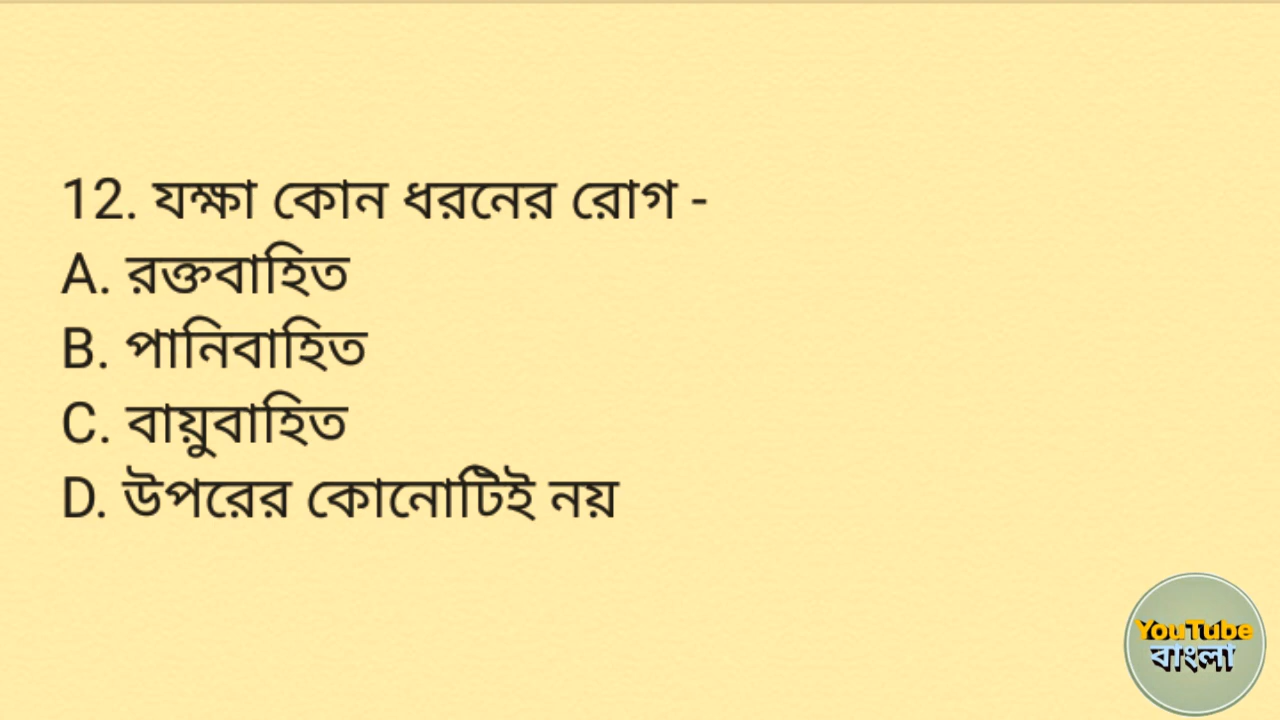 12. যক্ষা কোন ধরনের রোগ -
A. রক্তবাহিত
B. পানিবাহিত
C. বায়ুবাহিত
D. উপরের কোনোটিই নয়
YouTube
বাংলা